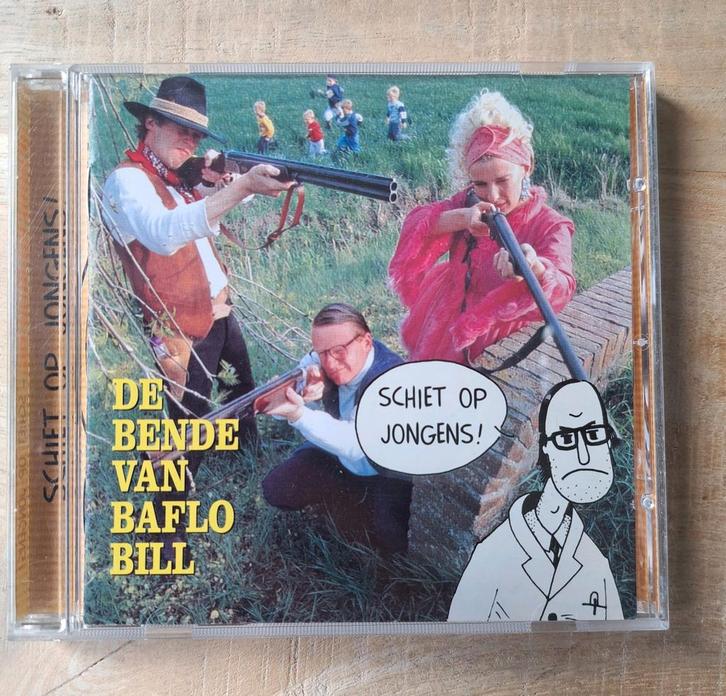 SCHIET OP JONGENS!
SCHIET OP
JONGENS!
DE
BENDE
VAN
BAFLO
BILL